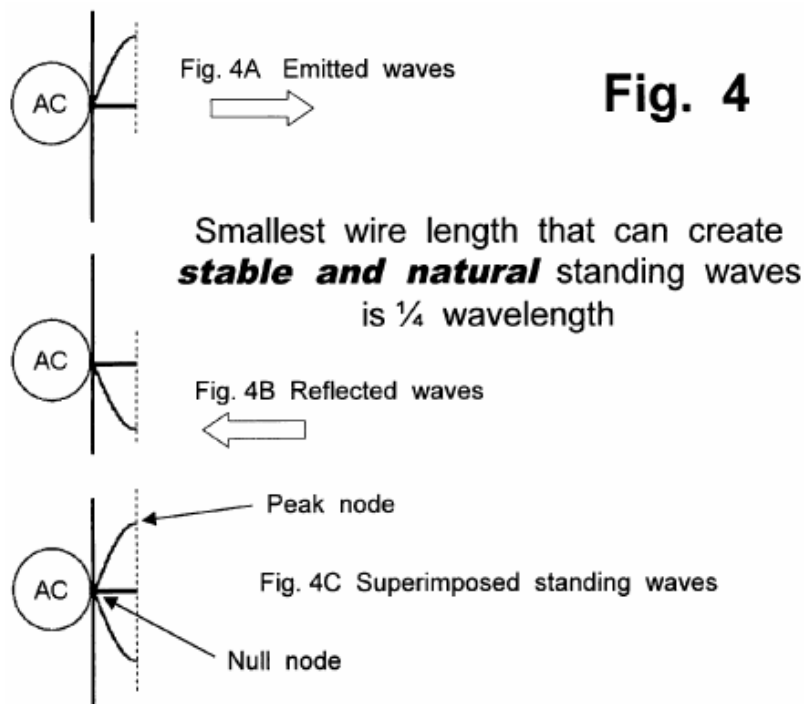 Fig. 4A Emitted waves
Fig. 4
AC
Smallest wire length that can create
stable and natural standing waves
is ¼ wavelength
AC
Fig. 4B Reflected waves
Peak node
AC
Fig. 4C Superimposed standing waves
Null node